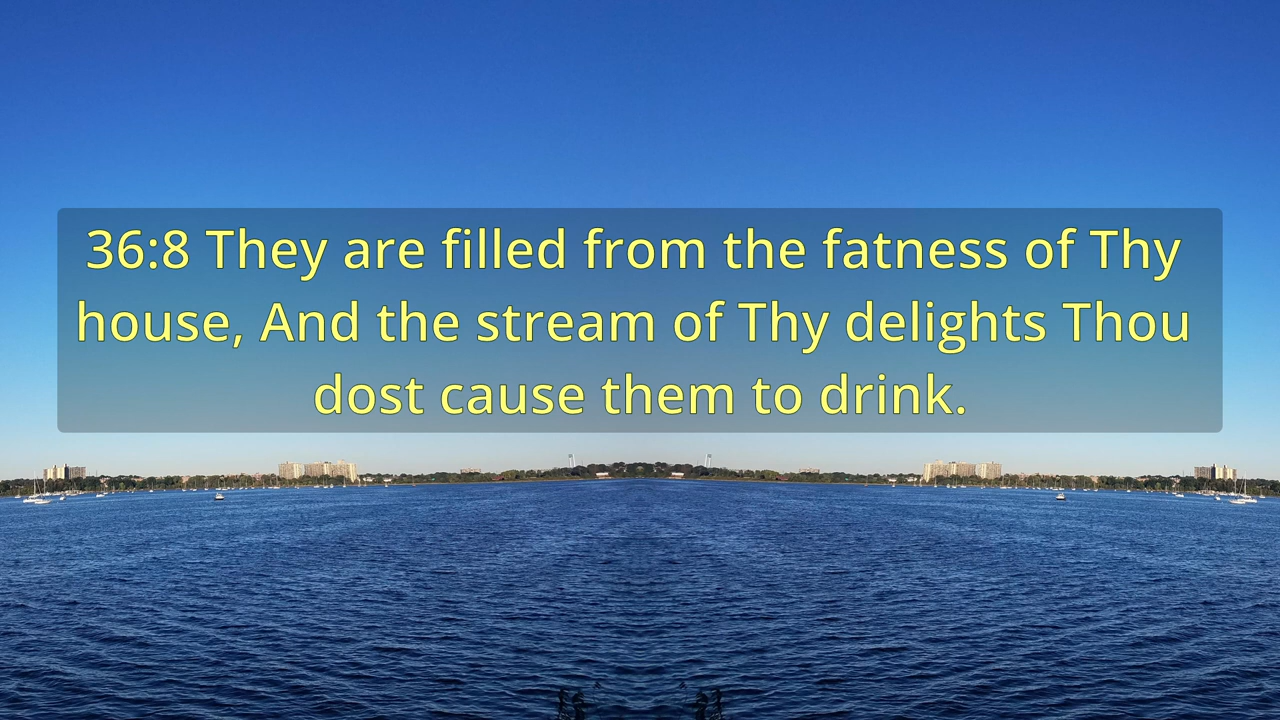 36:8 They are filled from the fatness of Thy
house, And the stream of Thy delights Thou
dost cause them to drink.